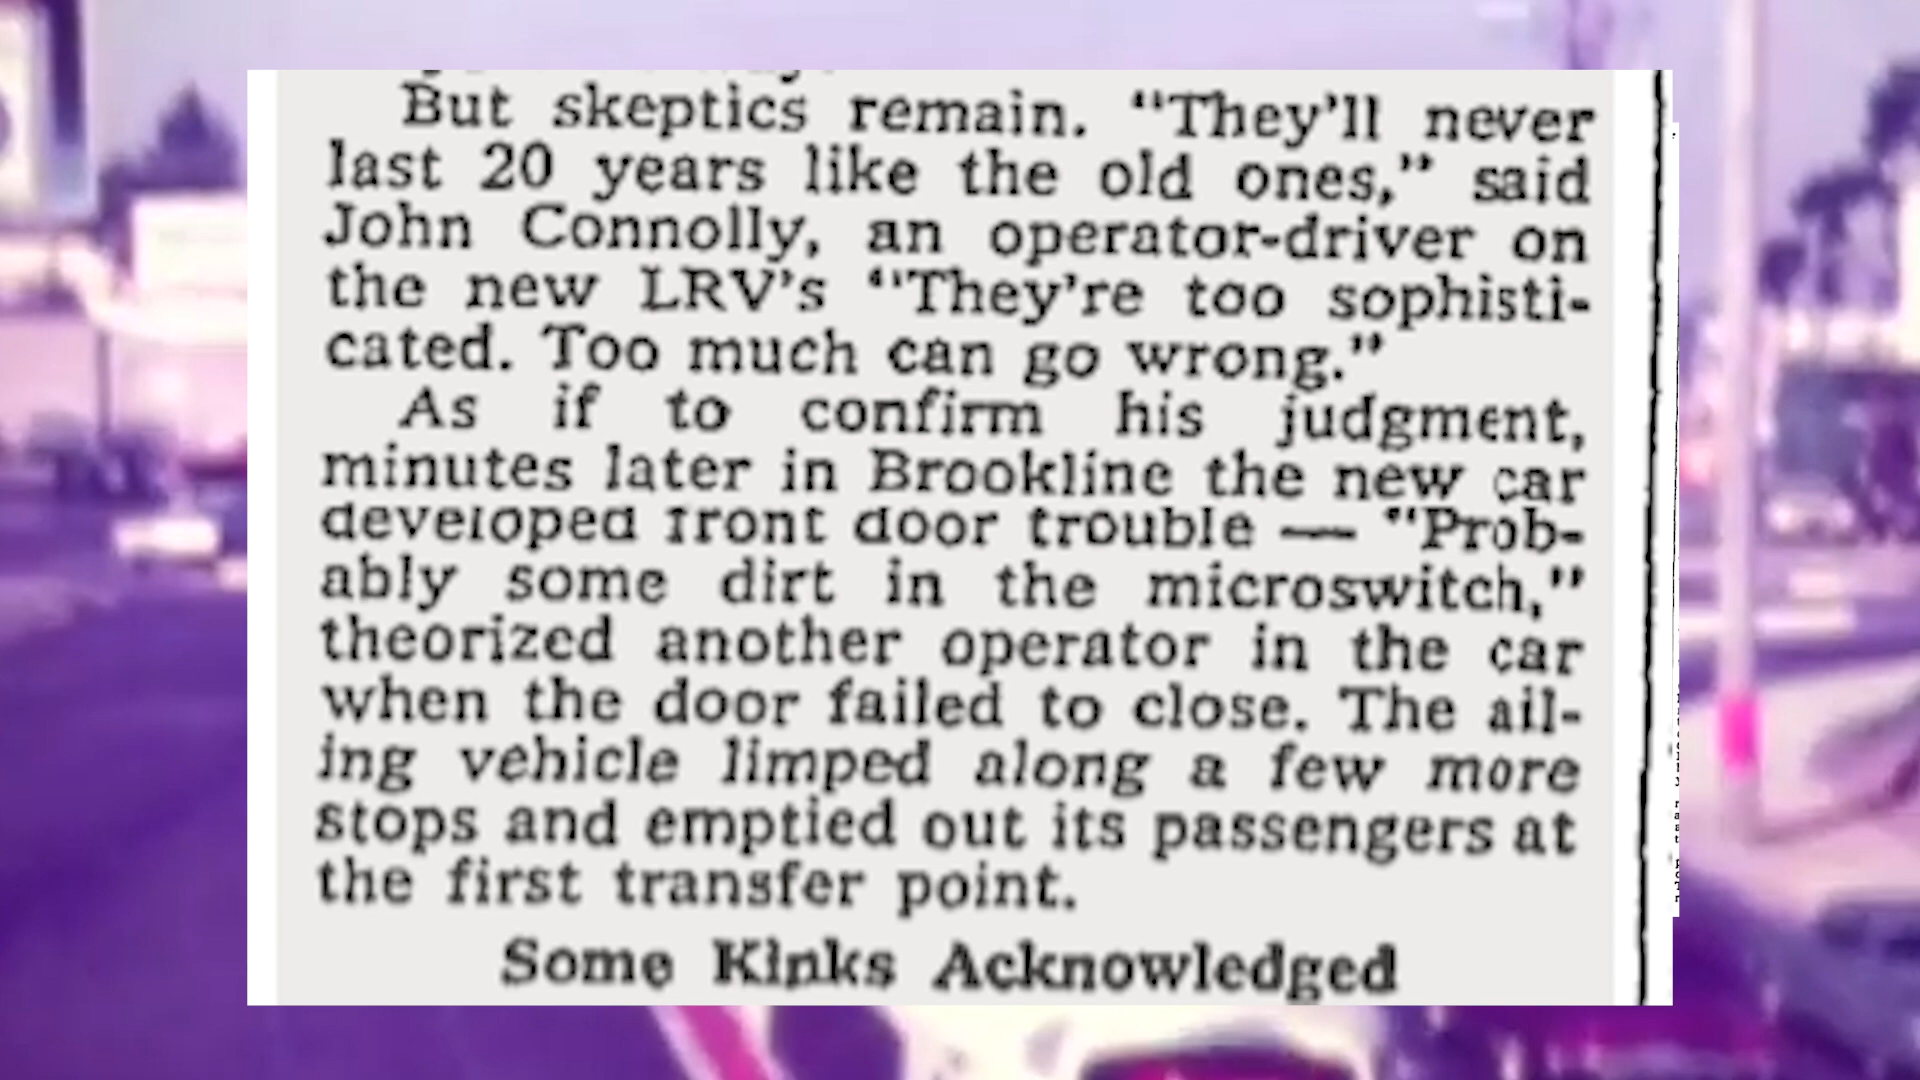 But skeptics remain. "They'll never
last 20 years like the old ones," said
John Connolly, an operator-driver on
the new LRV's "They're too sophisti-
cated. Too much can go wrong."
As if to confirm his judgment,
minutes later in Brookline the new car
developed front door trouble — "Prob-
ably some dirt in the microswitch,"
theorized another operator in the car
when the door failed to close. The ail-
ing vehicle limped along a few more
stops and emptied out its passengers at
the first transfer point.
Some Kinks Acknowledged